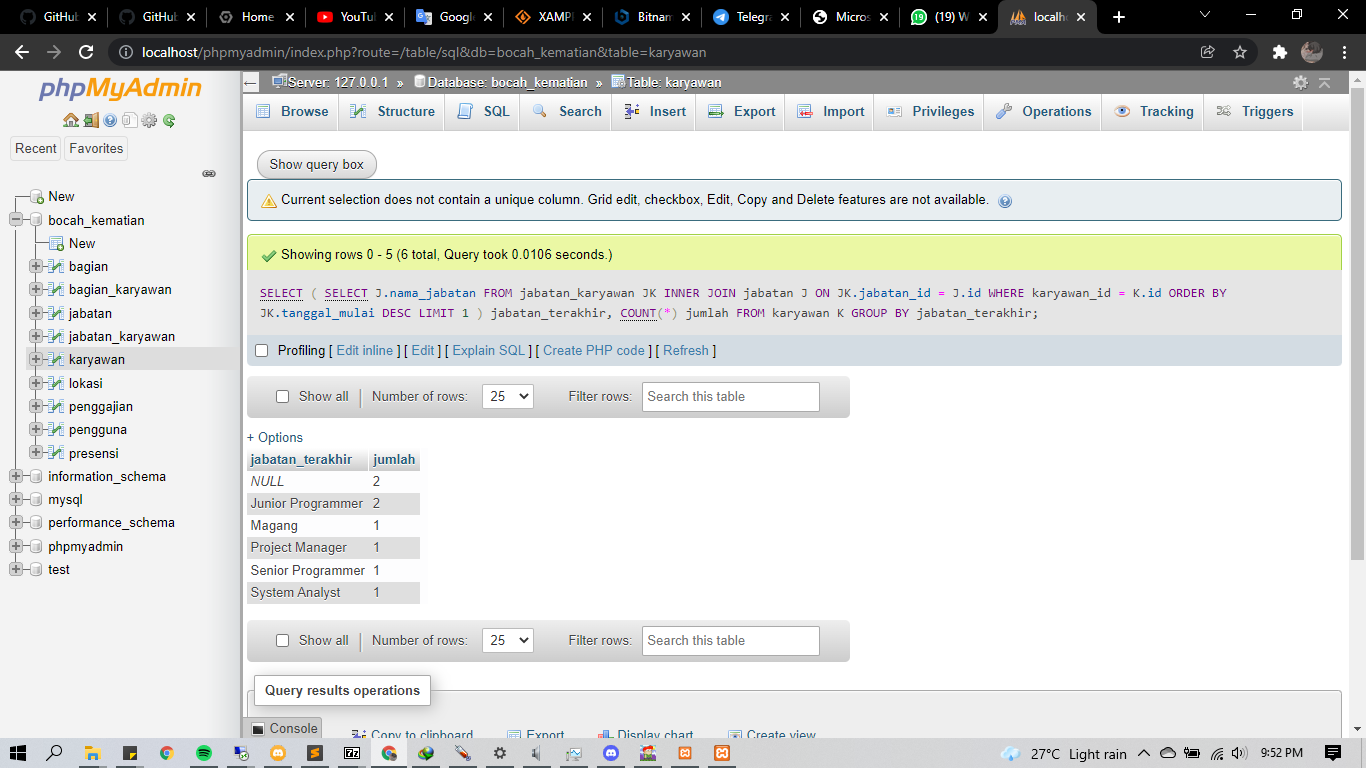 GitHub
GitHub
Home
YouTu
Google
XAMP
Bitnam
Telegra
Micros
(19) W
localh
localhost/phpmyadmin/index.php?route=/table/sql&db=bocah_kematian&table=karyawan
phpMyAdmin
Recent
Favorites
New
bocah_kematian
New
bagian
bagian_karyawan
jabatan
jabatan_karyawan
karyawan
lokasi
penggajian
pengguna
presensi
information_schema
mysql
performance_schema
phpmyadmin
test
Server: 127.0.0.1 » Database: bocah_kematian » Table: karyawan
Browse Structure SQL Search Insert Export Import Privileges Operations Tracking Triggers
Show query box
Current selection does not contain a unique column. Grid edit, checkbox, Edit, Copy and Delete features are not available.
Showing rows 0 - 5 (6 total, Query took 0.0106 seconds.)
SELECT ( SELECT J.nama_jabatan FROM jabatan_karyawan JK INNER JOIN jabatan J ON JK.jabatan_id = J.id WHERE karyawan_id = K.id ORDER BY
JK.tanggal_mulai DESC LIMIT 1 ) jabatan_terakhir, COUNT(*) jumlah FROM karyawan K GROUP BY jabatan_terakhir;
Profiling [ Edit inline ] [ Edit ] [ Explain SQL ] [ Create PHP code ] [ Refresh ]
Show all | Number of rows: 25 Filter rows: Search this table
+ Options
jabatan_terakhir jumlah
NULL 2
Junior Programmer 2
Magang 1
Project Manager 1
Senior Programmer 1
System Analyst 1
Show all | Number of rows: 25 Filter rows: Search this table
Query results operations
Console
Copy to clipboard Export Display chart Create view
27°C Light rain 9:52 PM